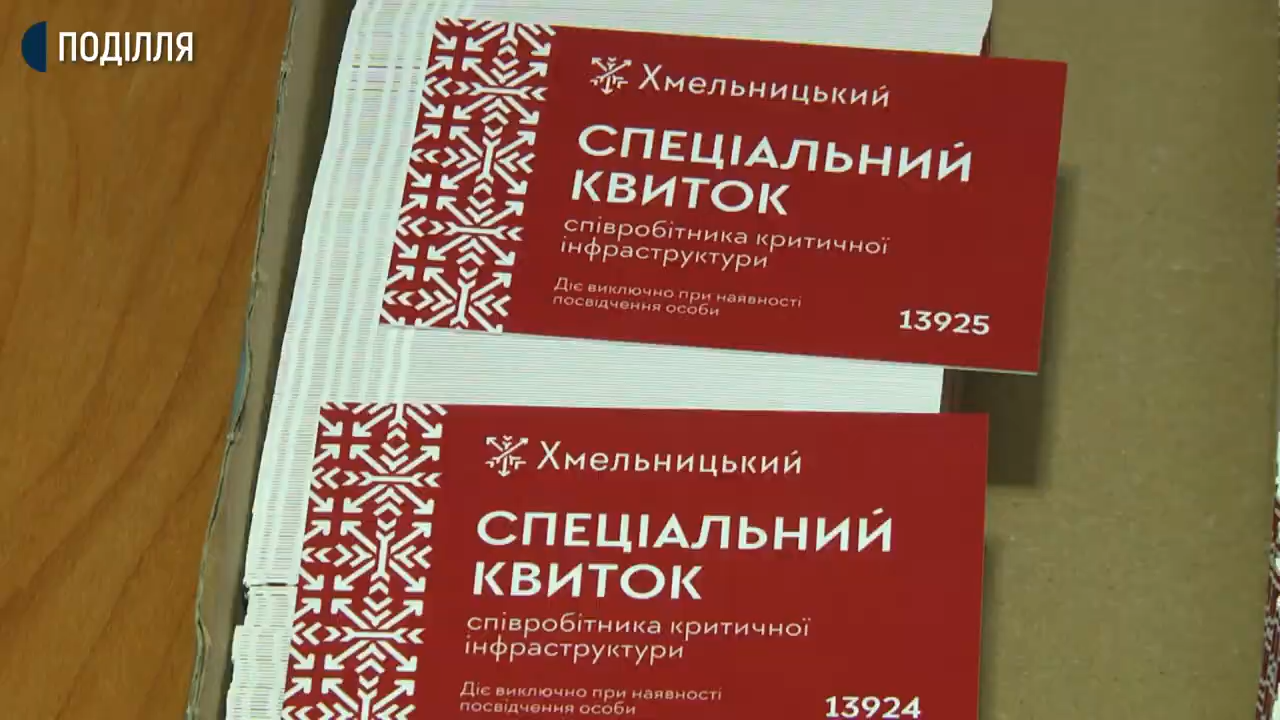 ПОДІЛЛЯ
Хмельницький
СПЕЦІАЛЬНИЙ
КВИТОК
співробітника критичної
інфраструктури
Діє виключно при наявності
посвідчення особи
13925
Хмельницький
СПЕЦІАЛЬНИЙ
КВИТОК
співробітника критичної
інфраструктури
Діє виключно при наявності
посвідчення особи
13924